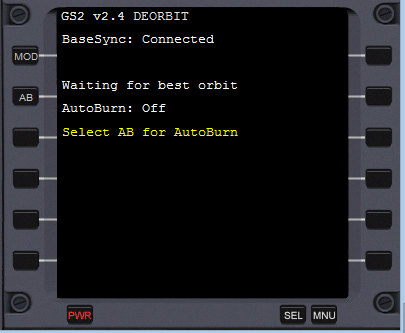 GS2 v2.4 DEORBIT
BaseSync: Connected
MOD
Waiting for best orbit
AB
AutoBurn: Off
Select AB for AutoBurn
PWR
SEL
MNU